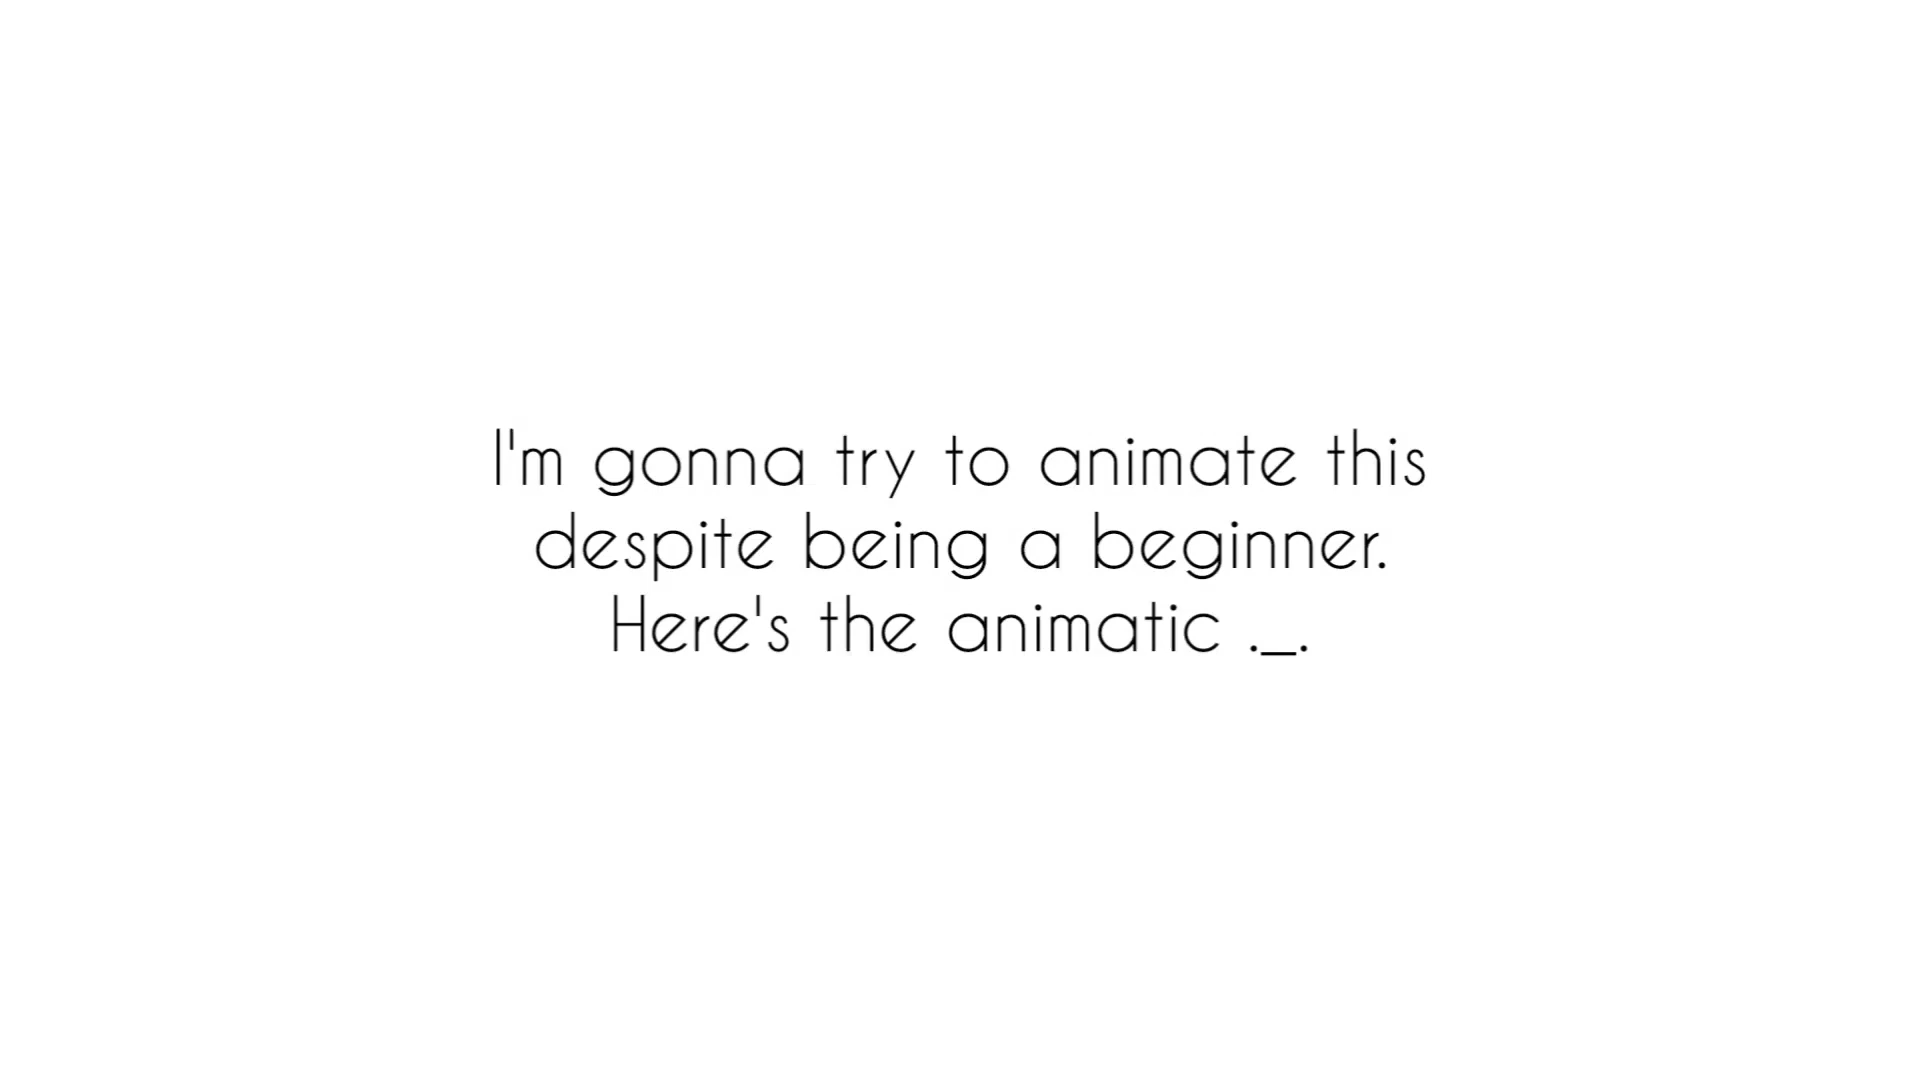 I'm gonna try to animate this
despite being a beginner.
Here's the animatic ._.